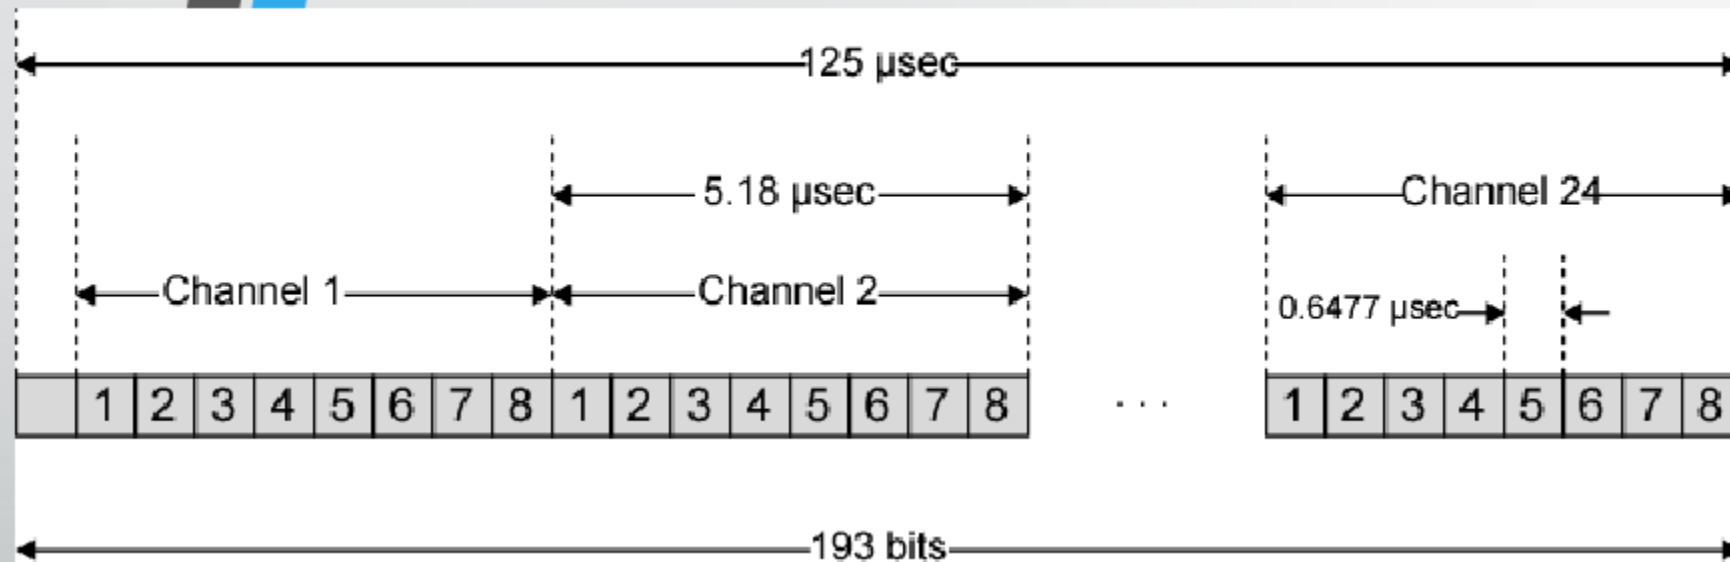 125 µsec
5.18 µsec
Channel 24
Channel 1
Channel 2
0.6477 µsec
1 2 3 4 5 6 7 8 1 2 3 4 5 6 7 8 . . . 1 2 3 4 5 6 7 8
193 bits